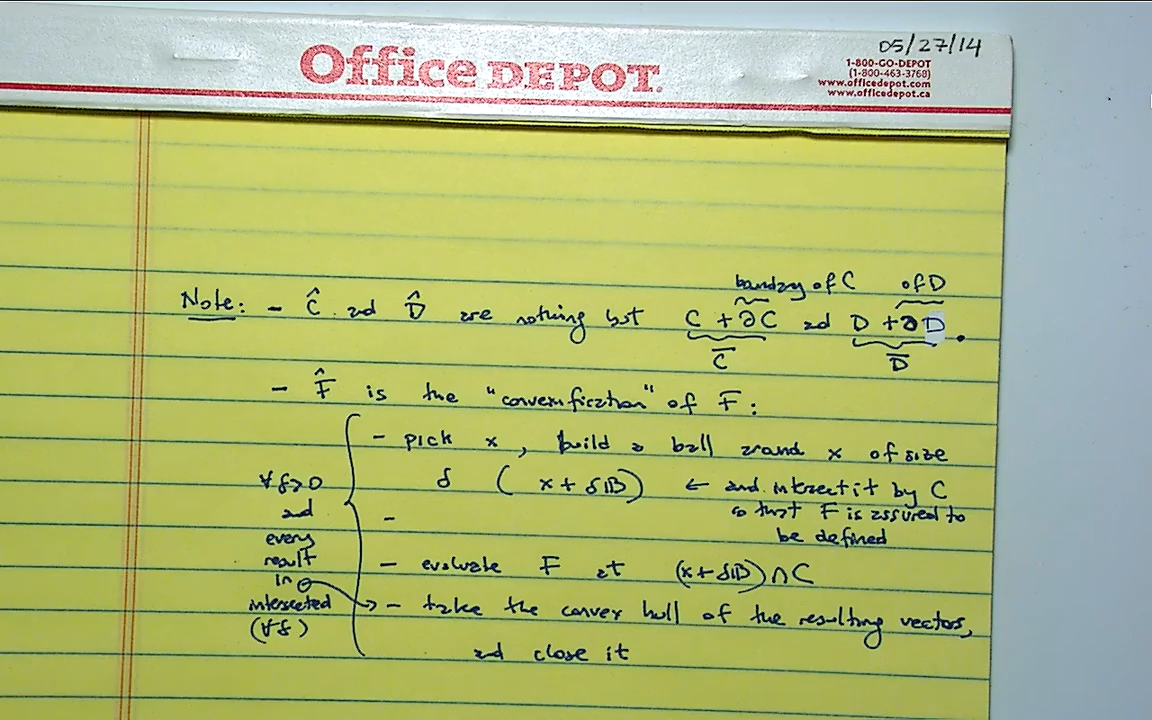 05/27/14
Office DEPOT.
1-800-GO-DEPOT
(1-800-463-3768)
www.officedepot.com
www.officedepot.ca
boundry of C of D
Note: - Ĉ and D̂ are nothing but C + ∂C and D + ∂D.
C̅ D̅
- F̂ is the "convexification" of F:
- pick x, build a ball around x of size
δ ( x + δ𝔹 ) ← and intersect it by C
so that F is assured to
be defined
-
- evaluate F at (x + δ𝔹) ∩ C
- take the convex hull of the resulting vectors,
and close it
∀δ>0
and
every
result
in
intersected
(∀δ)